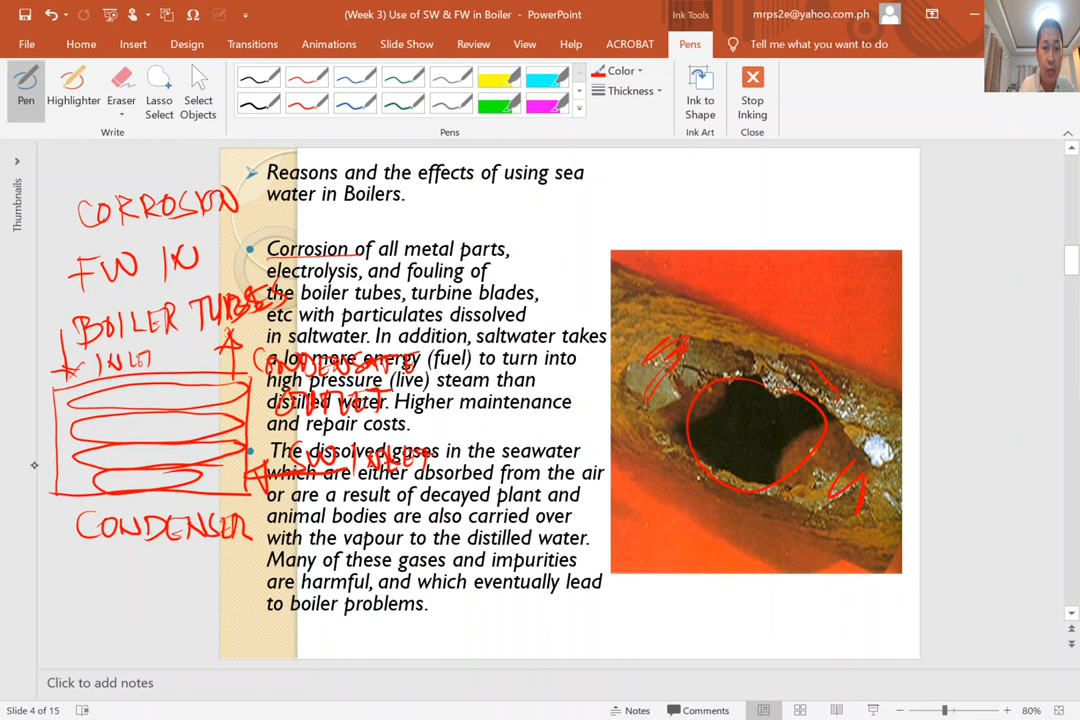 (Week 3) Use of SW & FW in Boiler - PowerPoint
Ink Tools
mrps2e@yahoo.com.ph
File Home Insert Design Transitions Animations Slide Show Review View Help ACROBAT Pens Tell me what you want to do
Pen Highlighter Eraser Lasso Select Select Objects
Write
Pens
Color
Thickness
Ink to Shape
Ink Art
Stop Inking
Close
Thumbnails
Reasons and the effects of using sea
water in Boilers.
Corrosion of all metal parts,
electrolysis, and fouling of
the boiler tubes, turbine blades,
etc with particulates dissolved
in saltwater. In addition, saltwater takes
a lot more energy (fuel) to turn into
high pressure (live) steam than
distilled water. Higher maintenance
and repair costs.
The dissolved gases in the seawater
which are either absorbed from the air
or are a result of decayed plant and
animal bodies are also carried over
with the vapour to the distilled water.
Many of these gases and impurities
are harmful, and which eventually lead
to boiler problems.
CORROSION
FW IN
BOILER TUBES
INLET
CONDENSATE
OUTLET
SW INLET
CONDENSER
Click to add notes
Slide 4 of 15
Notes
Comments
80%